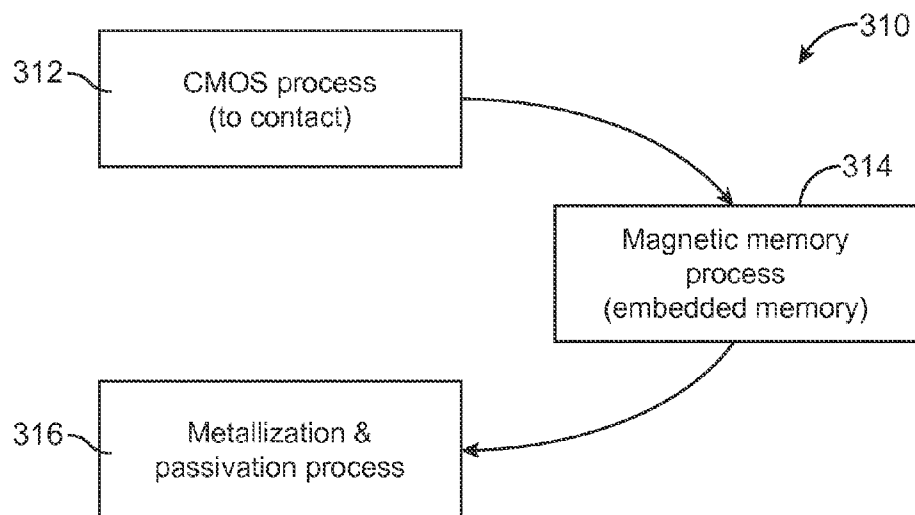 310
312
CMOS process
(to contact)
314
Magnetic memory
process
(embedded memory)
316
Metallization &
passivation process